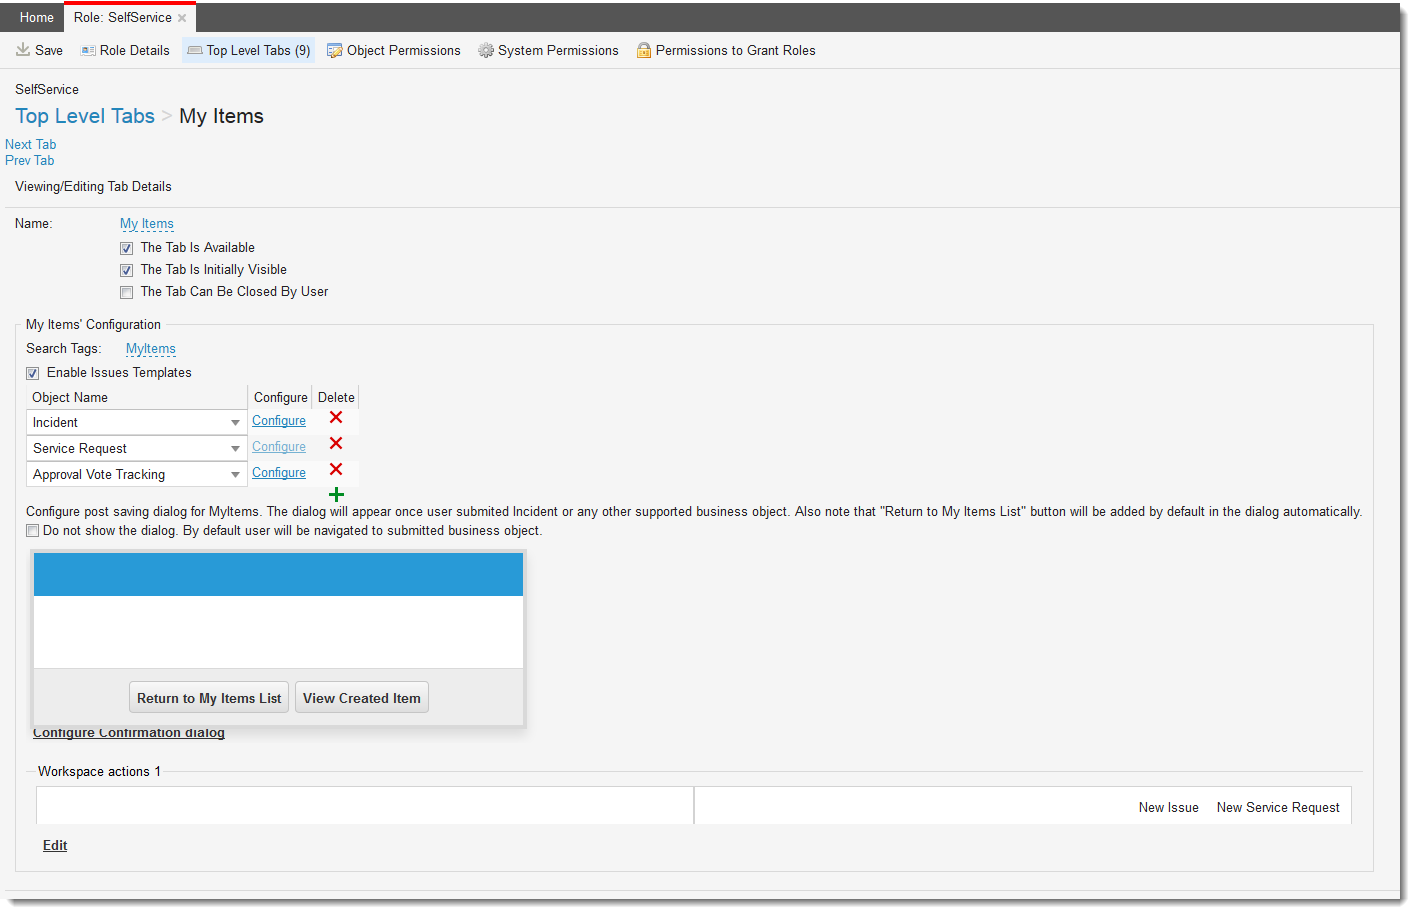 Home Role: SelfService
Save Role Details Top Level Tabs (9) Object Permissions System Permissions Permissions to Grant Roles
SelfService
Top Level Tabs > My Items
Next Tab
Prev Tab
Viewing/Editing Tab Details
Name: My Items
The Tab Is Available
The Tab Is Initially Visible
The Tab Can Be Closed By User
My Items' Configuration
Search Tags: MyItems
Enable Issues Templates
Object Name Configure Delete
Incident Configure
Service Request Configure
Approval Vote Tracking Configure
Configure post saving dialog for MyItems. The dialog will appear once user submited Incident or any other supported business object. Also note that "Return to My Items List" button will be added by default in the dialog automatically.
Do not show the dialog. By default user will be navigated to submitted business object.
Return to My Items List View Created Item
Configure Confirmation dialog
Workspace actions 1
New Issue New Service Request
Edit